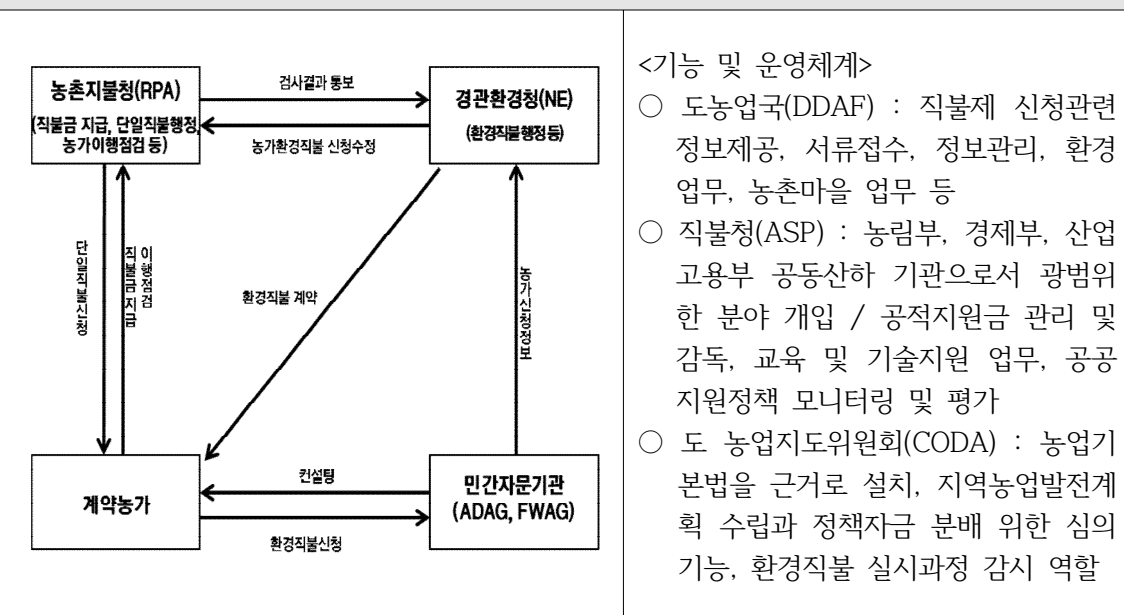 농촌지불청(RPA)
(직불금 지급, 단일직불행정,
농가이행점검 등)
검사결과 통보
농가환경직불 신청수정
경관환경청(NE)
(환경직불행정 등)
단일직불신청
직불금 지급
이행점검
환경직불 계약
농가신청정보
계약농가
컨설팅
환경직불신청
민간자문기관
(ADAG, FWAG)
<기능 및 운영체계>
○ 도농업국(DDAF) : 직불제 신청관련
정보제공, 서류접수, 정보관리, 환경
업무, 농촌마을 업무 등
○ 직불청(ASP) : 농림부, 경제부, 산업
고용부 공동산하 기관으로서 광범위
한 분야 개입 / 공적지원금 관리 및
감독, 교육 및 기술지원 업무, 공공
지원정책 모니터링 및 평가
○ 도 농업지도위원회(CODA) : 농업기
본법을 근거로 설치, 지역농업발전계
획 수립과 정책자금 분배 위한 심의
기능, 환경직불 실시과정 감시 역할